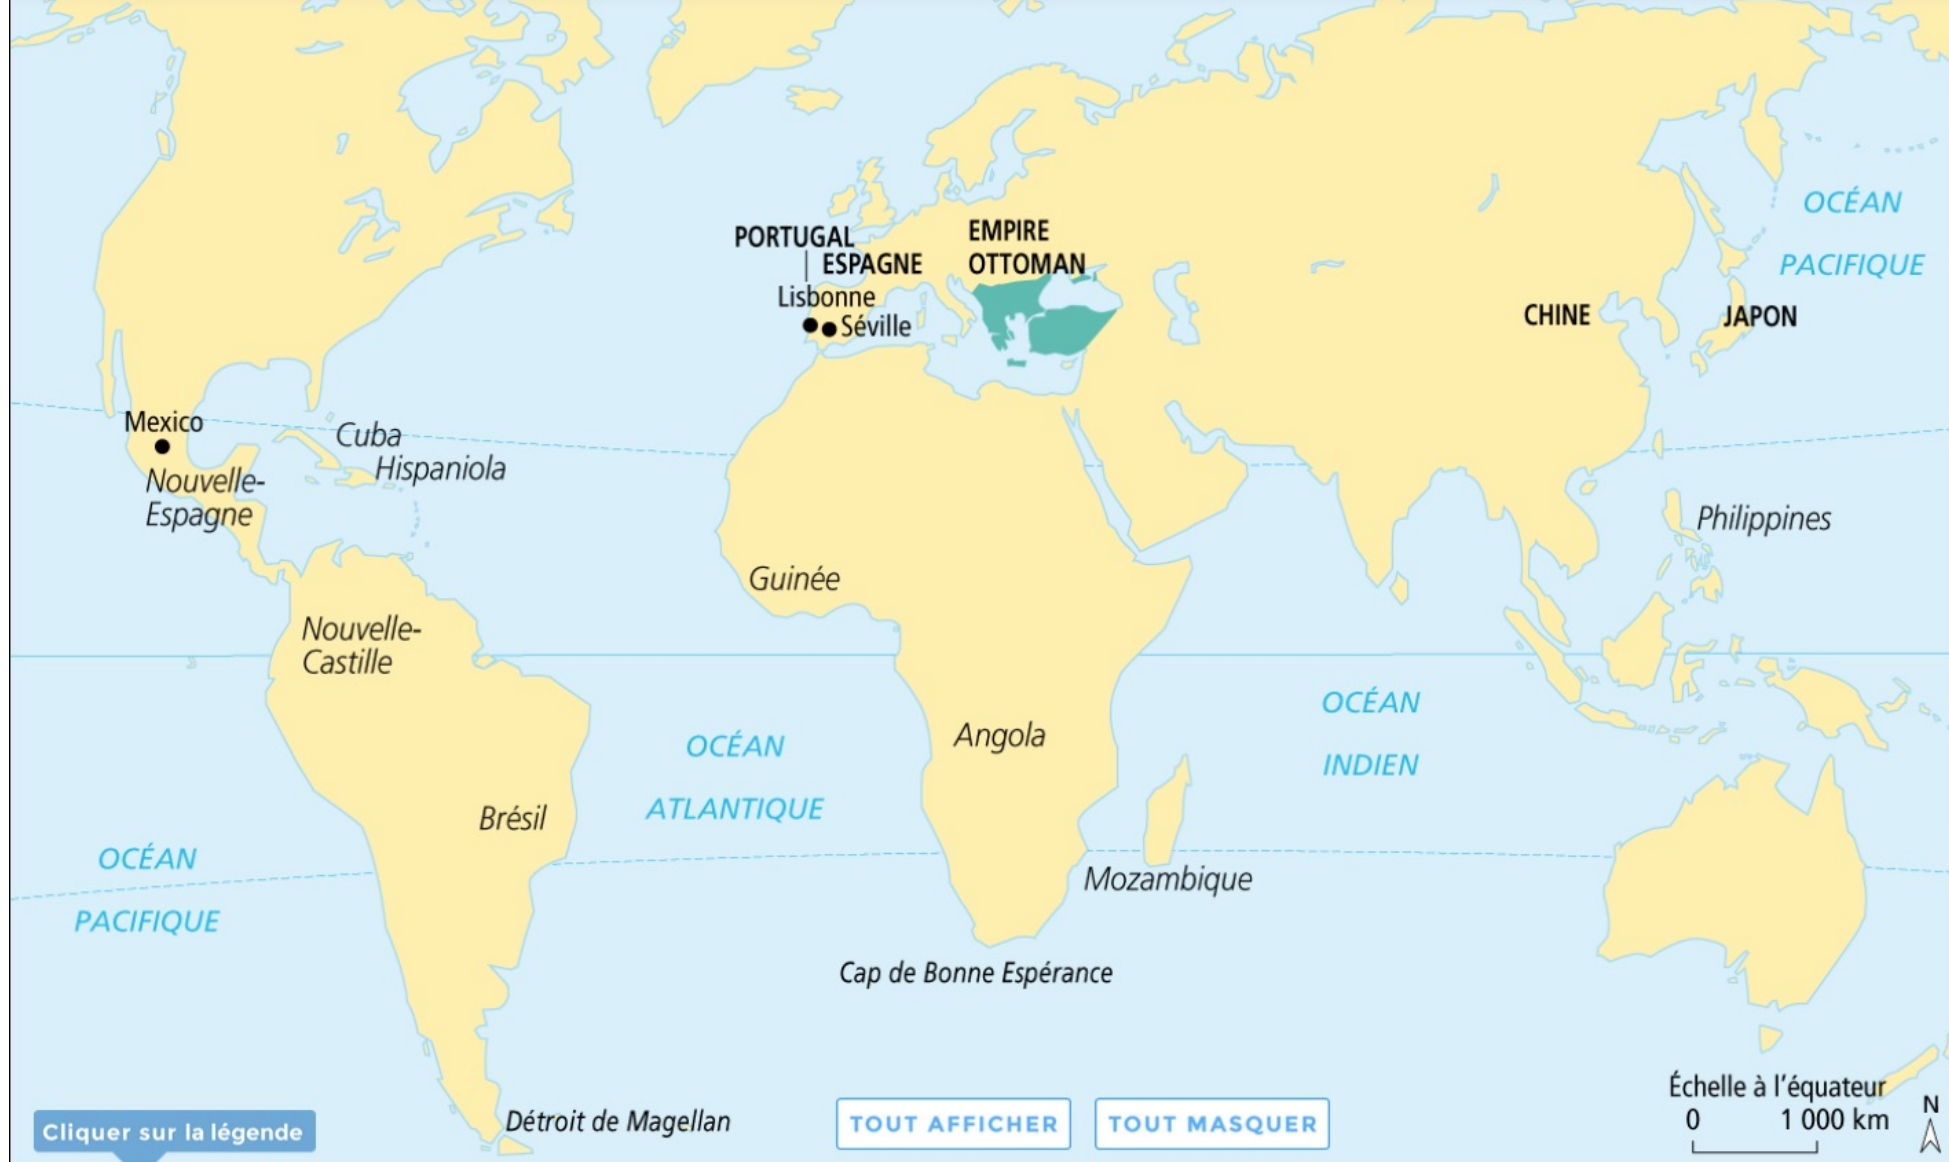 OCÉAN
PACIFIQUE
PORTUGAL
EMPIRE
OTTOMAN
ESPAGNE
Lisbonne
Séville
CHINE
JAPON
Mexico
Cuba
Hispaniola
Nouvelle-
Espagne
Philippines
Guinée
Nouvelle-
Castille
OCÉAN
INDIEN
Angola
OCÉAN
ATLANTIQUE
Brésil
OCÉAN
PACIFIQUE
Mozambique
Cap de Bonne Espérance
Échelle à l'équateur
0 1 000 km
N
Détroit de Magellan
TOUT AFFICHER
TOUT MASQUER
Cliquer sur la légende